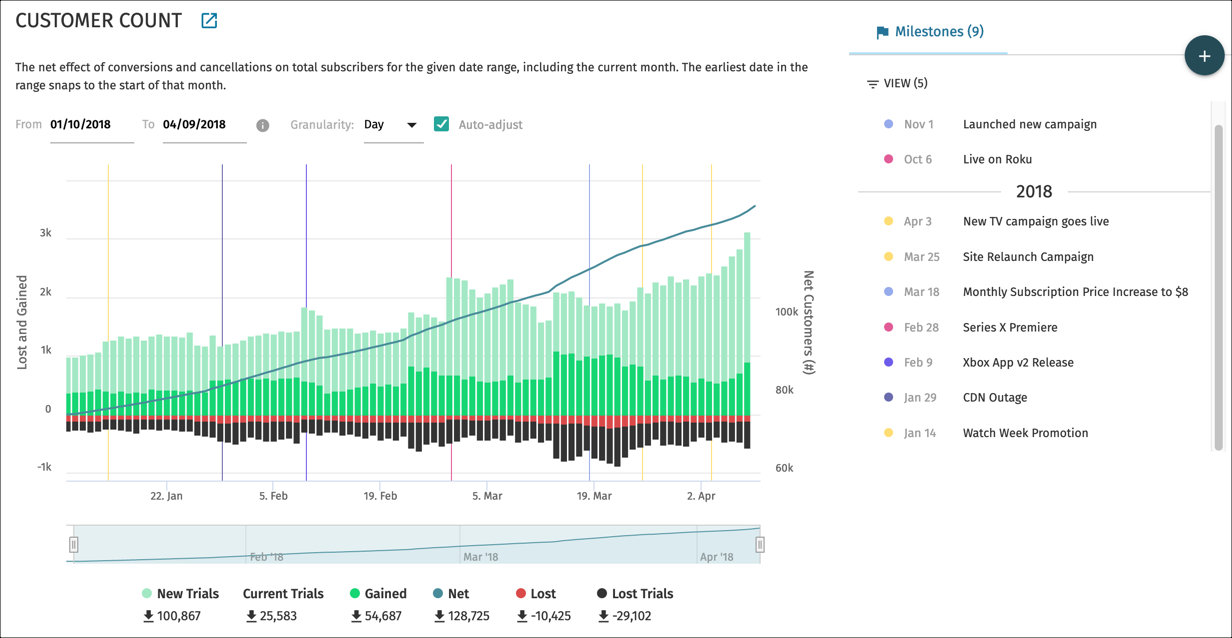 CUSTOMER COUNT
The net effect of conversions and cancellations on total subscribers for the given date range, including the current month. The earliest date in the
range snaps to the start of that month.
From 01/10/2018 To 04/09/2018 Granularity: Day Auto-adjust
Lost and Gained
3k
2k
1k
0
-1k
Net Customers (#)
100k
80k
60k
22. Jan 5. Feb 19. Feb 5. Mar 19. Mar 2. Apr
Feb '18 Mar '18 Apr '18
New Trials Current Trials Gained Net Lost Lost Trials
100,867 25,583 54,687 128,725 -10,425 -29,102
Milestones (9)
+
VIEW (5)
Nov 1 Launched new campaign
Oct 6 Live on Roku
2018
Apr 3 New TV campaign goes live
Mar 25 Site Relaunch Campaign
Mar 18 Monthly Subscription Price Increase to $8
Feb 28 Series X Premiere
Feb 9 Xbox App v2 Release
Jan 29 CDN Outage
Jan 14 Watch Week Promotion